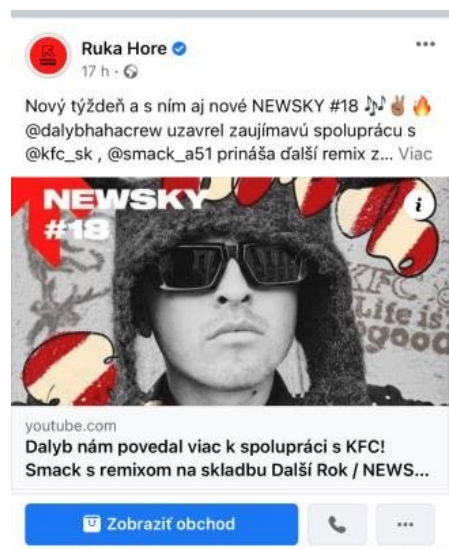 Ruka Hore
17 h ·
Nový týždeň a s ním aj nové NEWSKY #18 🎶✌🏽🔥
@dalybhahacrew uzavrel zaujímavú spoluprácu s
@kfc_sk , @smack_a51 prináša ďalší remix z... Viac
NEWSKY
#18
i
KFC
Life is
goood
youtube.com
Dalyb nám povedal viac k spolupráci s KFC!
Smack s remixom na skladbu Ďalší Rok / NEWS...
Zobraziť obchod